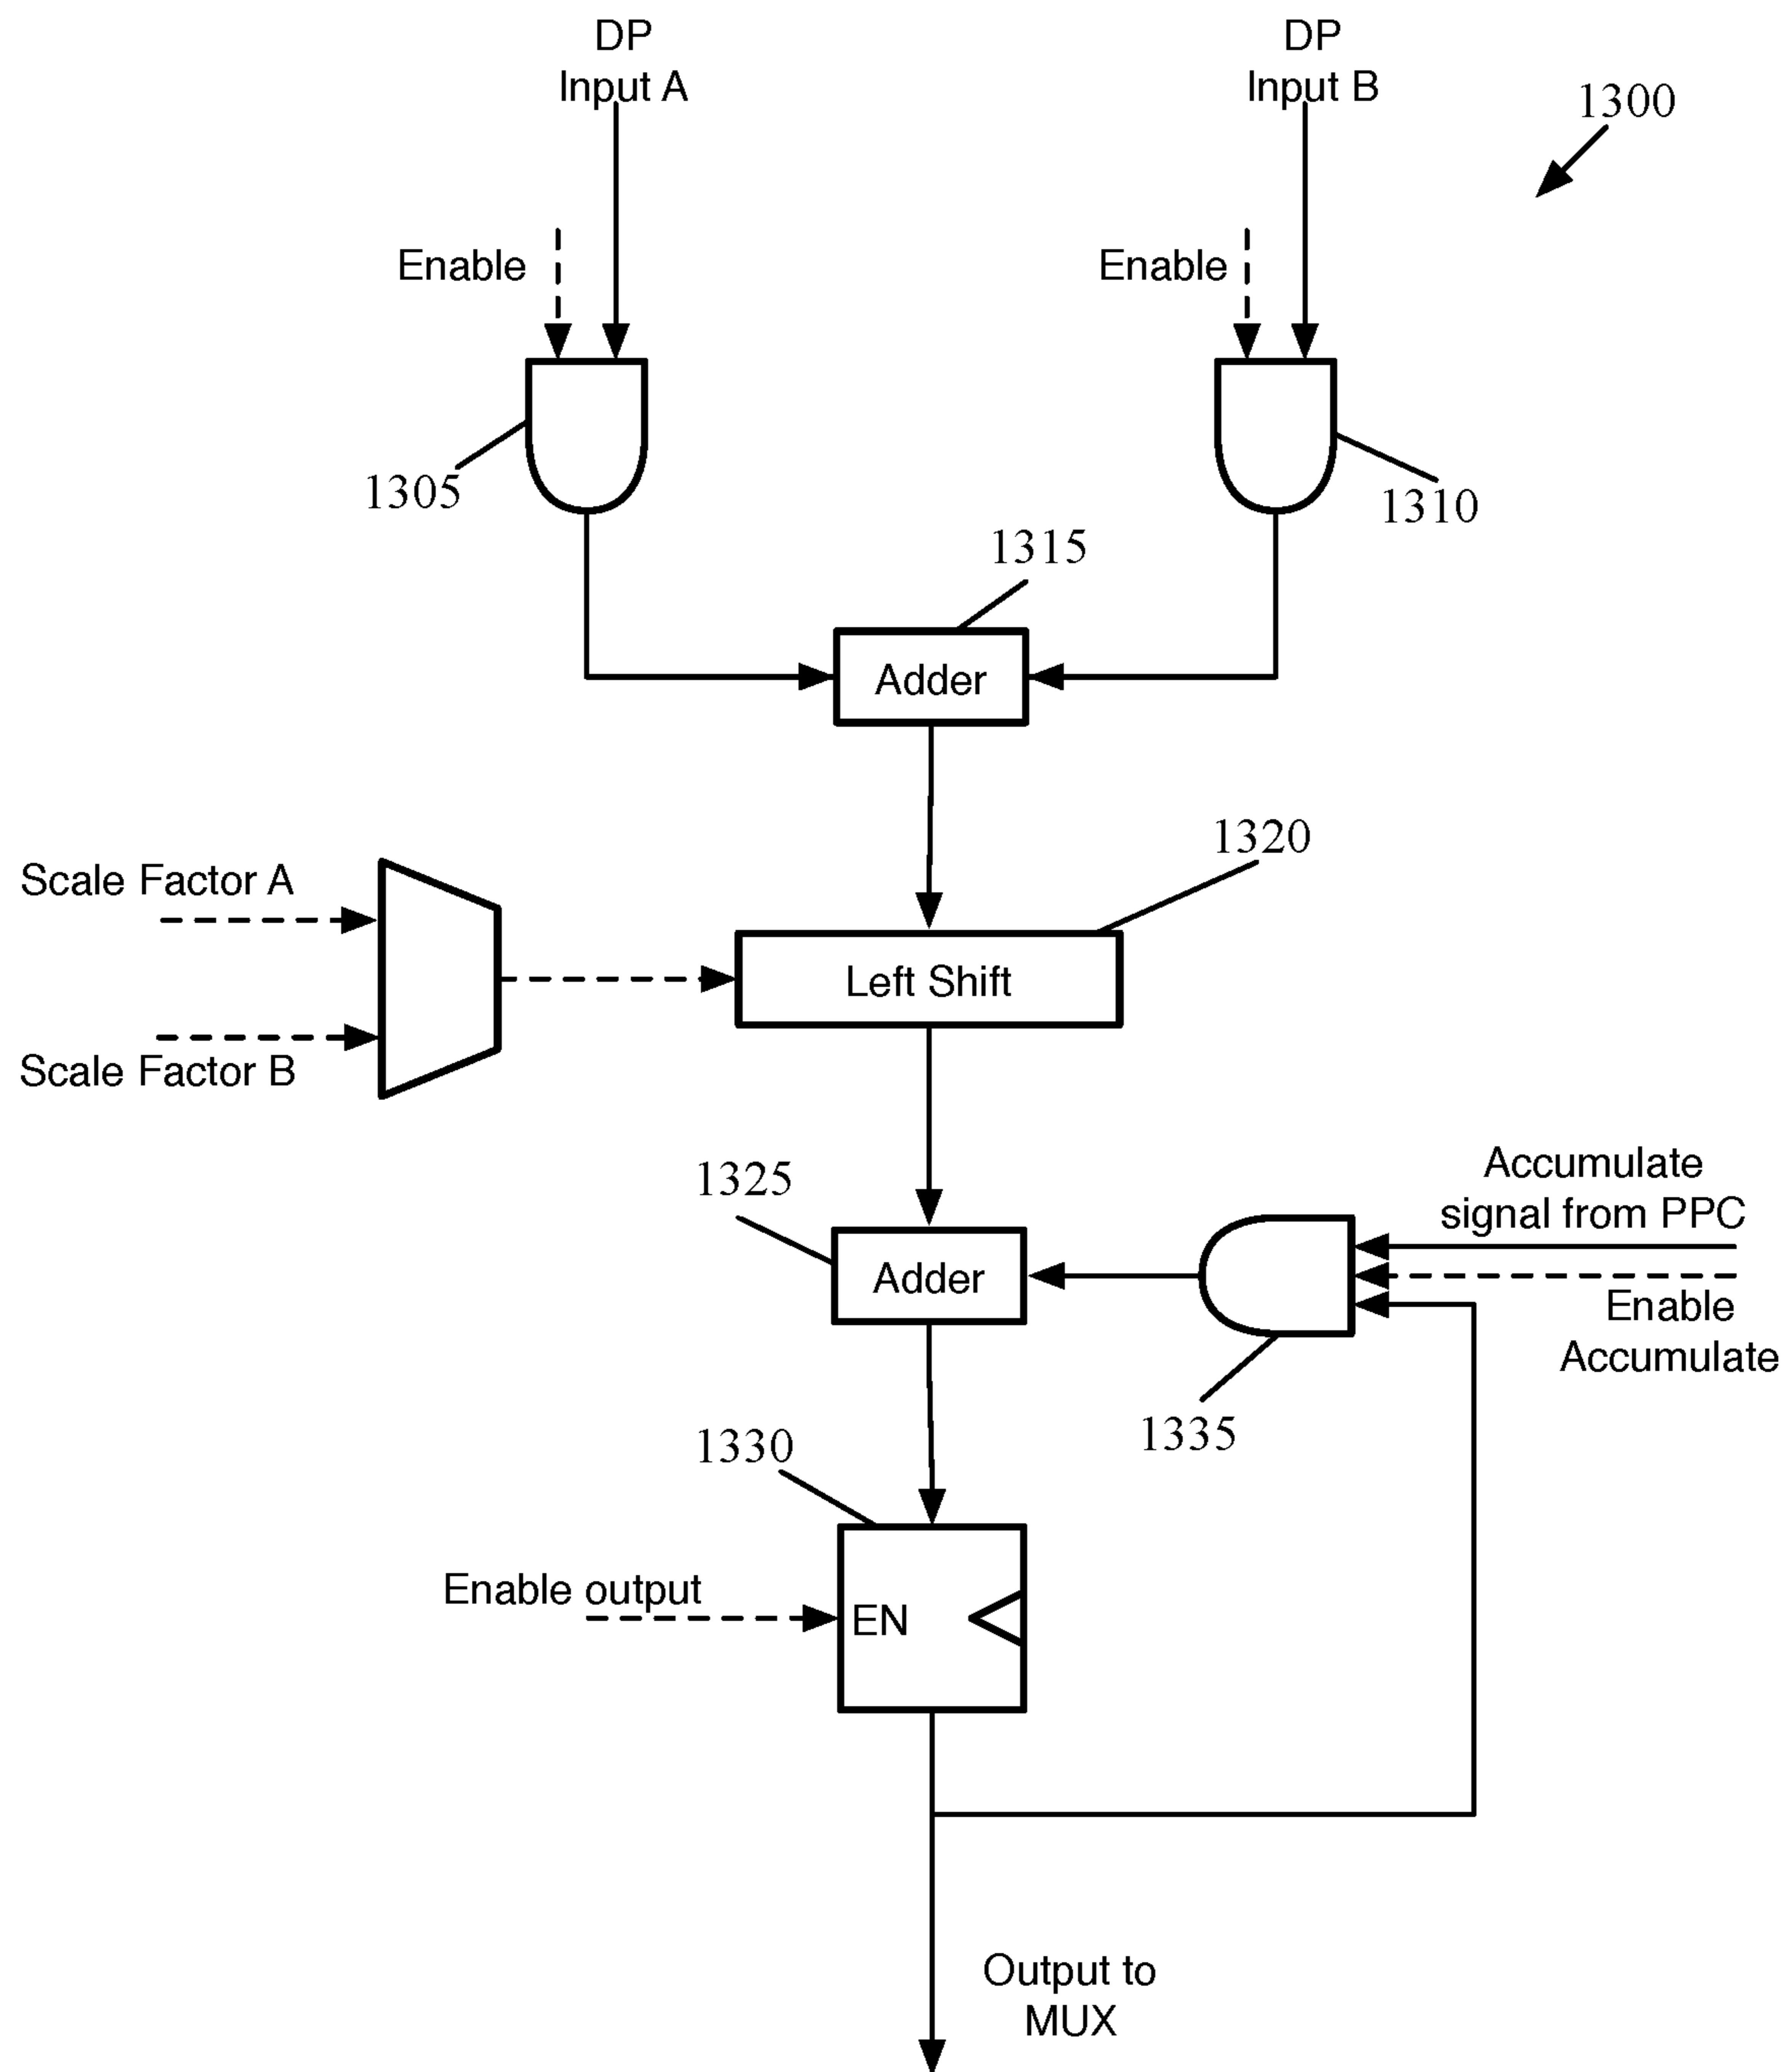 DP
Input A
DP
Input B
1300
Enable
Enable
1305
1310
1315
Adder
1320
Scale Factor A
Left Shift
Scale Factor B
Accumulate
signal from PPC
1325
Adder
Enable
Accumulate
1335
1330
Enable output
EN
Output to
MUX